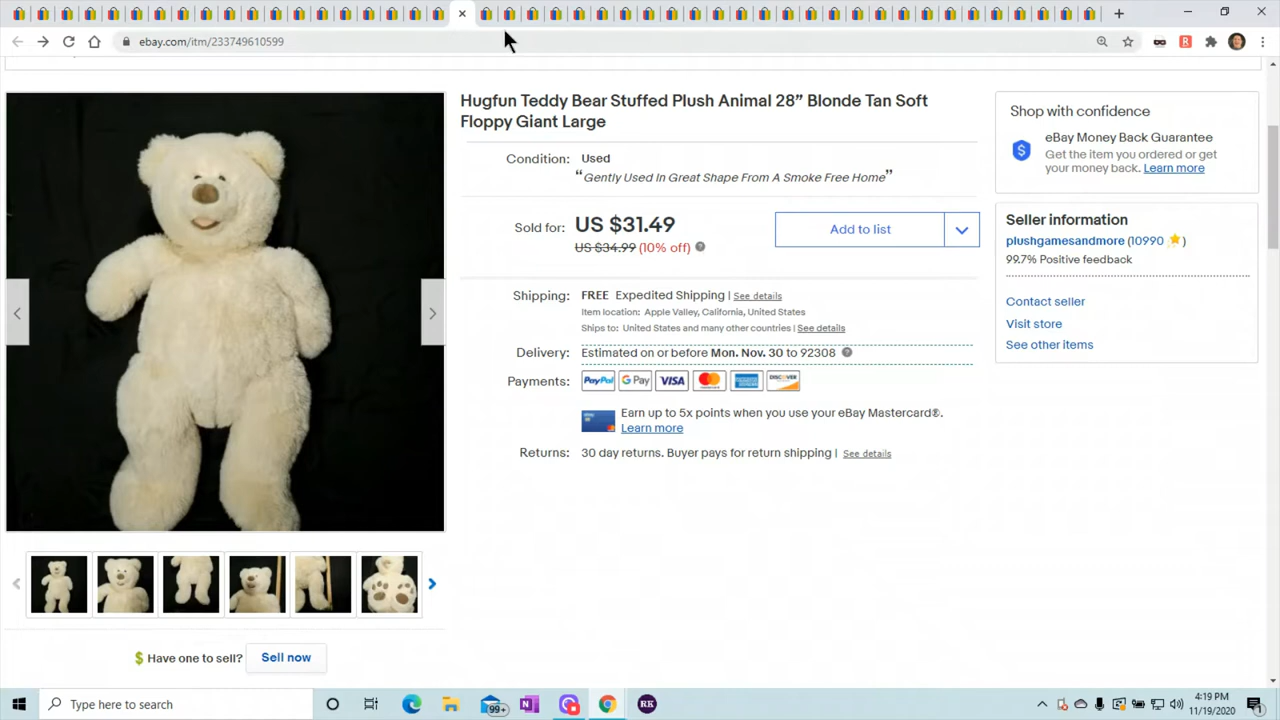 ebay.com/itm/233749610599
R
Hugfun Teddy Bear Stuffed Plush Animal 28” Blonde Tan Soft
Floppy Giant Large
Condition: Used
“Gently Used In Great Shape From A Smoke Free Home”
Sold for: US $31.49
US $34.99 (10% off)
Add to list
Shipping: FREE Expedited Shipping | See details
Item location: Apple Valley, California, United States
Ships to: United States and many other countries | See details
Delivery: Estimated on or before Mon. Nov. 30 to 92308
Payments: PayPal G Pay VISA DISCOVER
Earn up to 5x points when you use your eBay Mastercard®.
Learn more
Returns: 30 day returns. Buyer pays for return shipping | See details
Shop with confidence
eBay Money Back Guarantee
Get the item you ordered or get
your money back. Learn more
Seller information
plushgamesandmore (10990 )
99.7% Positive feedback
Contact seller
Visit store
See other items
Have one to sell? Sell now
Type here to search
99+
RK
4:19 PM
11/19/2020
1